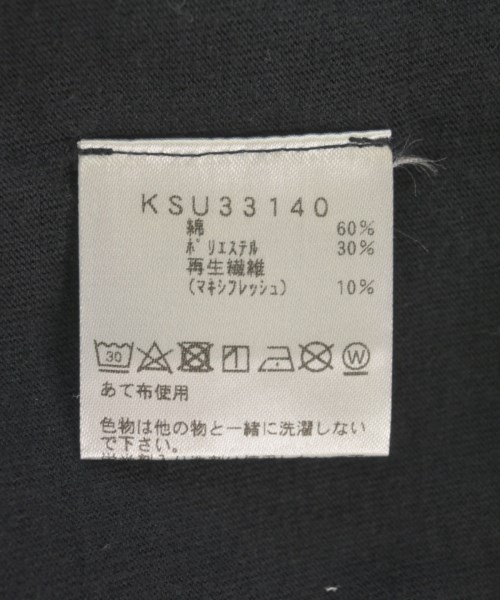 KSU33140
綿 60%
ポリエステル 30%
再生繊維
(マキシフレッシュ) 10%
30 W
あて布使用
色物は他の物と一緒に洗濯しない
で下さい。